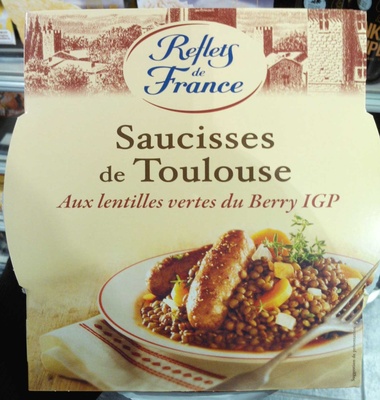 Reflets
de
France
Saucisses
de Toulouse
Aux lentilles vertes du Berry IGP